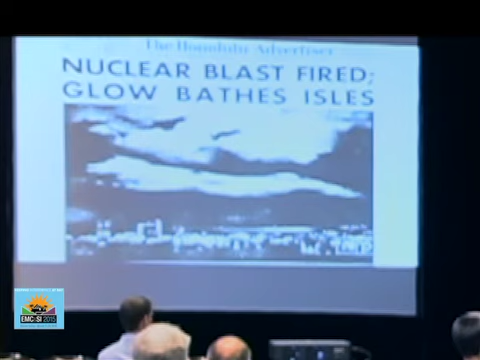 The Honolulu Advertiser
NUCLEAR BLAST FIRED;
GLOW BATHES ISLES
EMC&SI 2015